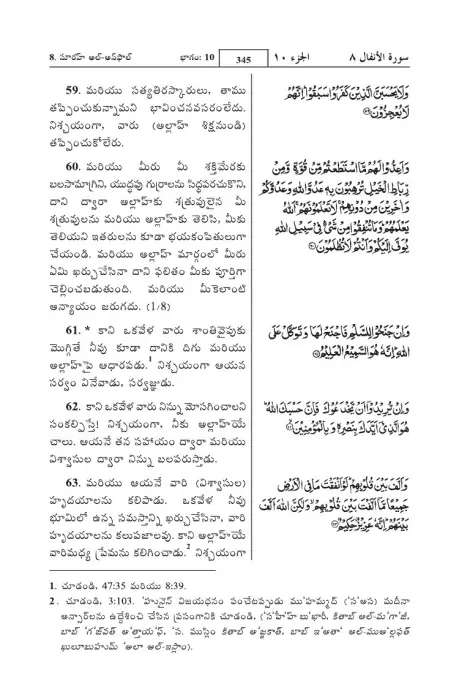 8. సూరహ్ అల్-అన్ఫాల్ భాగం: 10 345 الجزء ١٠ سورة الأنفال ٨
59. మరియు సత్యతిరస్కారులు, తాము
తప్పించుకున్నామని భావించనవసరంలేదు.
నిశ్చయంగా, వారు (అల్లాహ్ శిక్షనుండి)
తప్పించుకోలేరు.
وَلَا يَحْسَبَنَّ الَّذِينَ كَفَرُوا سَبَقُوا إِنَّهُمْ
لَا يُعْجِزُونَ
60. మరియు మీరు మీ శక్తిమేరకు
బలసామాగ్రిని, యుద్ధపు గుర్రాలను సిద్ధపరచుకొని,
దాని ద్వారా అల్లాహ్‌కు శత్రువులైన మీ
శత్రువులను మరియు అల్లాహ్‌కు తెలిసి, మీకు
తెలియని ఇతరులను కూడా భయకంపితులుగా
చేయండి. మరియు అల్లాహ్ మార్గంలో మీరు
ఏమి ఖర్చుచేసినా దాని ఫలితం మీకు పూర్తిగా
చెల్లించబడుతుంది. మరియు మీకెలాంటి
అన్యాయం జరుగదు. (1/8)
وَأَعِدُّوا لَهُمْ مَا اسْتَطَعْتُمْ مِنْ قُوَّةٍ وَمِنْ
رِبَاطِ الْخَيْلِ تُرْهِبُونَ بِهِ عَدُوَّ اللَّهِ وَعَدُوَّكُمْ
وَآخَرِينَ مِنْ دُونِهِمْ لَا تَعْلَمُونَهُمُ اللَّهُ
يَعْلَمُهُمْ وَمَا تُنْفِقُوا مِنْ شَيْءٍ فِي سَبِيلِ اللَّهِ
يُوَفَّ إِلَيْكُمْ وَأَنْتُمْ لَا تُظْلَمُونَ
61. * కాని ఒకవేళ వారు శాంతివైపుకు
మొగ్గితే నీవు కూడా దానికి దిగు మరియు
అల్లాహ్‌పై ఆధారపడు.1 నిశ్చయంగా ఆయన
సర్వం వినేవాడు, సర్వజ్ఞుడు.
وَإِنْ جَنَحُوا لِلسَّلْمِ فَاجْنَحْ لَهَا وَتَوَكَّلْ عَلَى
اللَّهِ إِنَّهُ هُوَ السَّمِيعُ الْعَلِيمُ
62. కాని ఒకవేళ వారు నిన్ను మోసగించాలని
సంకల్పిస్తే! నిశ్చయంగా, నీకు అల్లాహ్‌యే
చాలు. ఆయనే తన సహాయం ద్వారా మరియు
విశ్వాసుల ద్వారా నిన్ను బలపరుస్తాడు.
وَإِنْ يُرِيدُوا أَنْ يَخْدَعُوكَ فَإِنَّ حَسْبَكَ اللَّهُ
هُوَ الَّذِي أَيَّدَكَ بِنَصْرِهِ وَبِالْمُؤْمِنِينَ
63. మరియు ఆయనే వారి (విశ్వాసుల)
హృదయాలను కలిపాడు. ఒకవేళ నీవు
భూమిలో ఉన్న సమస్తాన్ని ఖర్చుచేసినా, వారి
హృదయాలను కలుపజాలవు. కాని అల్లాహ్‌యే
వారిమధ్య ప్రేమను కలిగించాడు.2 నిశ్చయంగా
وَأَلَّفَ بَيْنَ قُلُوبِهِمْ لَوْ أَنْفَقْتَ مَا فِي الْأَرْضِ
جَمِيعًا مَا أَلَّفْتَ بَيْنَ قُلُوبِهِمْ وَلَكِنَّ اللَّهَ أَلَّفَ
بَيْنَهُمْ إِنَّهُ عَزِيزٌ حَكِيمٌ
1. చూడండి, 47:35 మరియు 8:39.
2. చూడండి, 3:103. 'హునైన్ విజయధనం పంచేటప్పుడు ము'హమ్మద్ ('స'అస) మదీనా
అన్సార్‌లను ఉద్దేశించి చేసిన ప్రసంగానికి చూడండి, ('స'హీ'హ్ బు'ఖారీ, కితాబ్ అల్-మ'గా'జీ,
బాబ్ 'గ'జ్‌వత్ అ'త్తాయఫ్, 'స. ముస్లిం కితాబ్ అ'జ్జకాత్, బాబ్ ఇ'అతా' అల్-ముఅ'ల్లఫత్
ఖులూబుహుమ్ 'అలా అల్-ఇస్లాం).